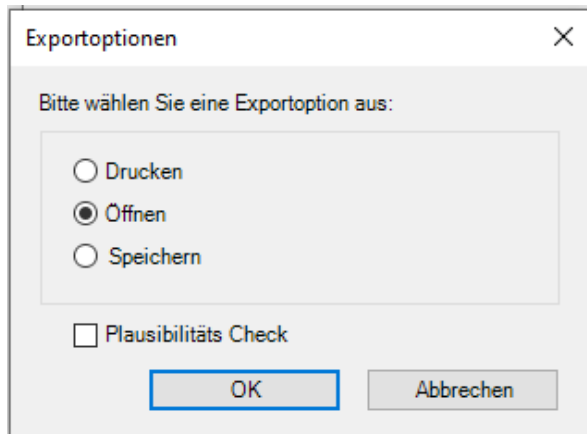 Exportoptionen
Bitte wählen Sie eine Exportoption aus:
Drucken
Öffnen
Speichern
Plausibilitäts Check
OK Abbrechen